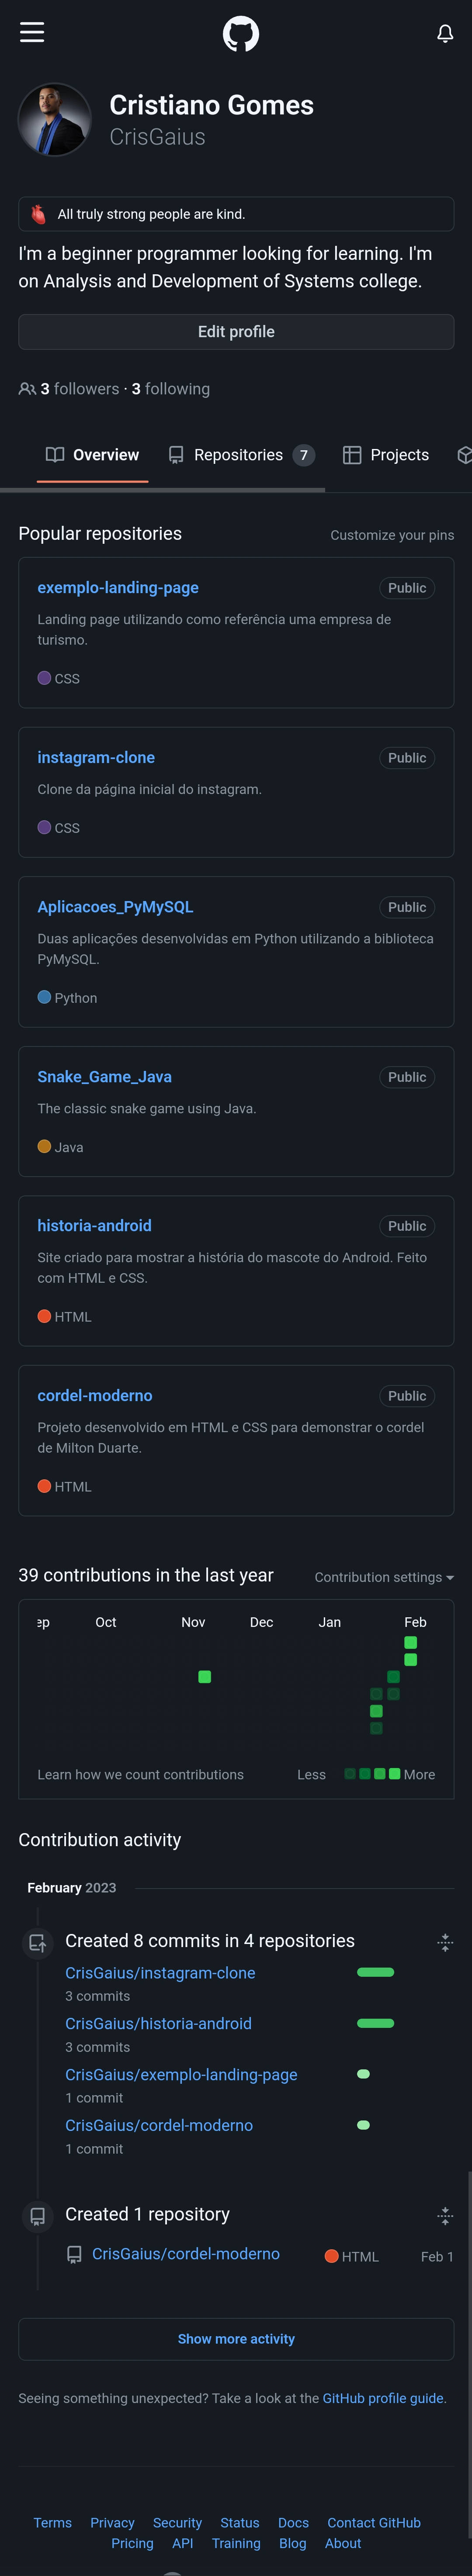 Cristiano Gomes
CrisGaius
All truly strong people are kind.
I'm a beginner programmer looking for learning. I'm
on Analysis and Development of Systems college.
Edit profile
3 followers · 3 following
Overview Repositories 7 Projects
Popular repositories Customize your pins
exemplo-landing-page Public
Landing page utilizando como referência uma empresa de
turismo.
CSS
instagram-clone Public
Clone da página inicial do instagram.
CSS
Aplicacoes_PyMySQL Public
Duas aplicações desenvolvidas em Python utilizando a biblioteca
PyMySQL.
Python
Snake_Game_Java Public
The classic snake game using Java.
Java
historia-android Public
Site criado para mostrar a história do mascote do Android. Feito
com HTML e CSS.
HTML
cordel-moderno Public
Projeto desenvolvido em HTML e CSS para demonstrar o cordel
de Milton Duarte.
HTML
39 contributions in the last year Contribution settings
ep Oct Nov Dec Jan Feb
Learn how we count contributions Less More
Contribution activity
February 2023
Created 8 commits in 4 repositories
CrisGaius/instagram-clone
3 commits
CrisGaius/historia-android
3 commits
CrisGaius/exemplo-landing-page
1 commit
CrisGaius/cordel-moderno
1 commit
Created 1 repository
CrisGaius/cordel-moderno HTML Feb 1
Show more activity
Seeing something unexpected? Take a look at the GitHub profile guide.
Terms Privacy Security Status Docs Contact GitHub
Pricing API Training Blog About